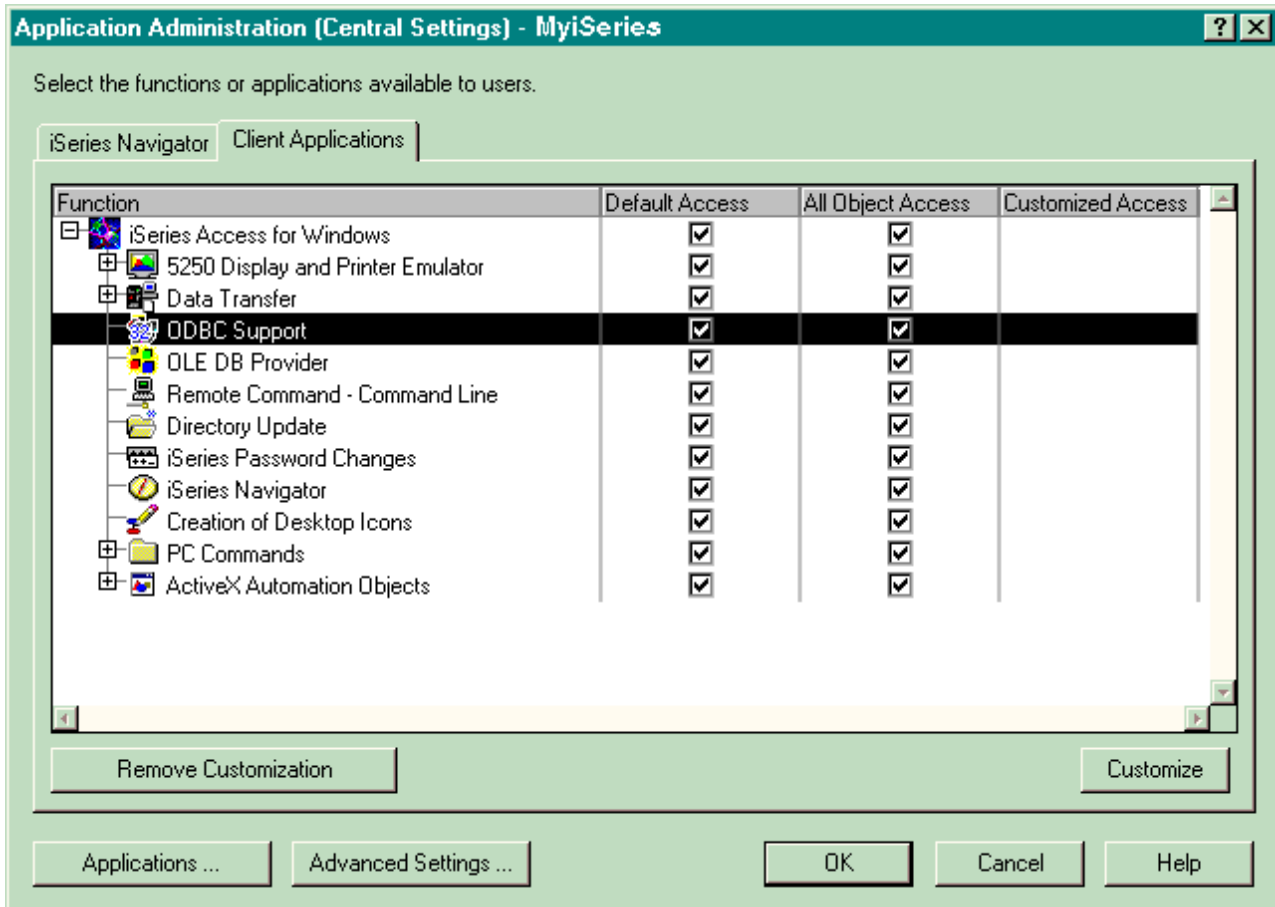 Application Administration (Central Settings) - MyiSeries
Select the functions or applications available to users.
iSeries Navigator Client Applications
Function Default Access All Object Access Customized Access
iSeries Access for Windows
5250 Display and Printer Emulator
Data Transfer
32 ODBC Support
OLE DB Provider
Remote Command - Command Line
Directory Update
iSeries Password Changes
iSeries Navigator
Creation of Desktop Icons
PC Commands
ActiveX Automation Objects
Remove Customization Customize
Applications ... Advanced Settings ... OK Cancel Help